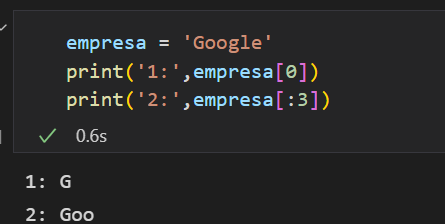 empresa = 'Google'
print('1:',empresa[0])
print('2:',empresa[:3])
0.6s
1: G
2: Goo